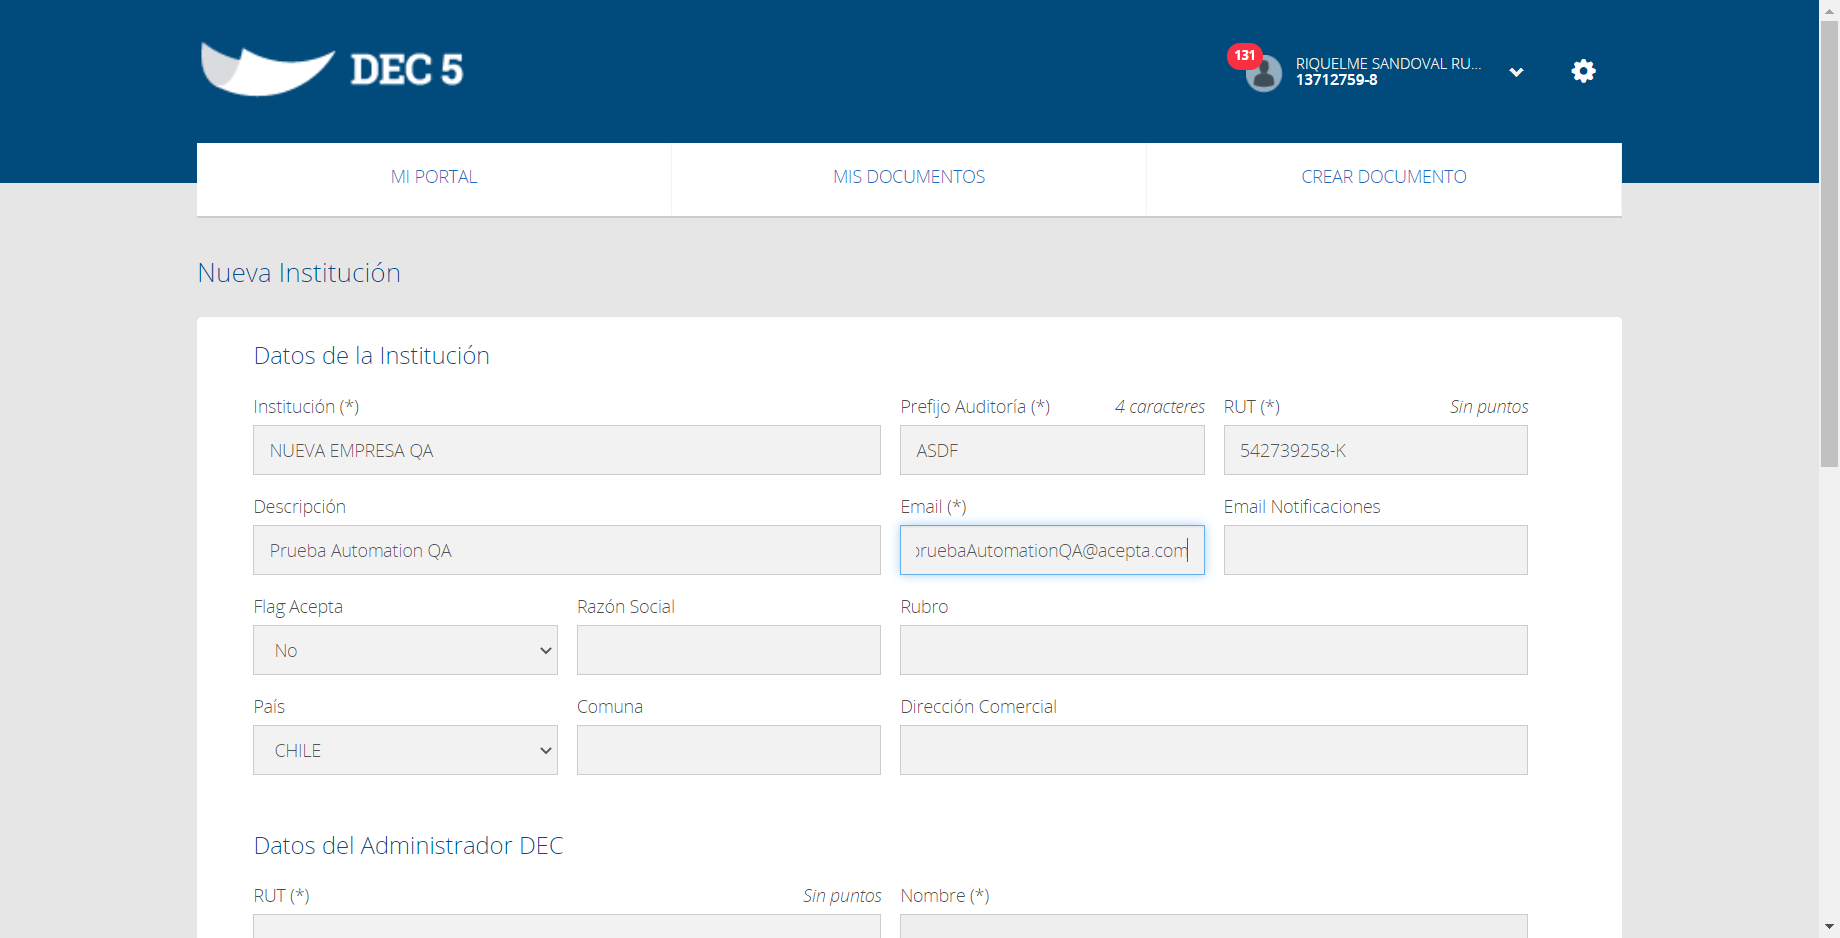 DEC 5
131
RIQUELME SANDOVAL RU...
13712759-8
MI PORTAL
MIS DOCUMENTOS
CREAR DOCUMENTO
Nueva Institución
Datos de la Institución
Institución (*)
Prefijo Auditoría (*) 4 caracteres
RUT (*) Sin puntos
NUEVA EMPRESA QA
ASDF
542739258-K
Descripción
Email (*)
Email Notificaciones
Prueba Automation QA
pruebaAutomationQA@acepta.com
Flag Acepta
Razón Social
Rubro
No
País
Comuna
Dirección Comercial
CHILE
Datos del Administrador DEC
RUT (*) Sin puntos
Nombre (*)